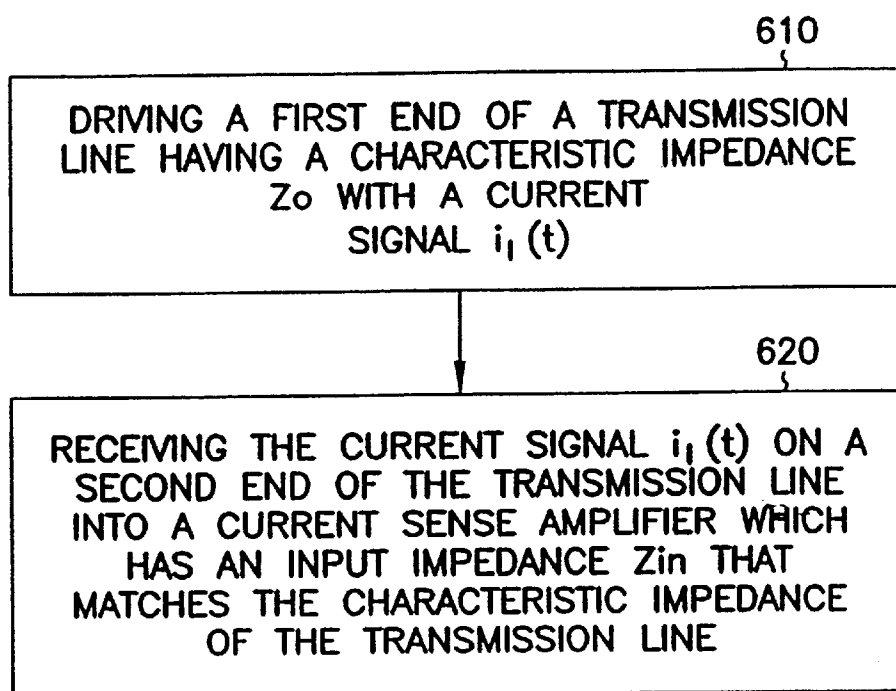 610
DRIVING A FIRST END OF A TRANSMISSION
LINE HAVING A CHARACTERISTIC IMPEDANCE
Zo WITH A CURRENT
SIGNAL i₁ (t)
620
RECEIVING THE CURRENT SIGNAL i₁ (t) ON A
SECOND END OF THE TRANSMISSION LINE
INTO A CURRENT SENSE AMPLIFIER WHICH
HAS AN INPUT IMPEDANCE Zin THAT
MATCHES THE CHARACTERISTIC IMPEDANCE
OF THE TRANSMISSION LINE